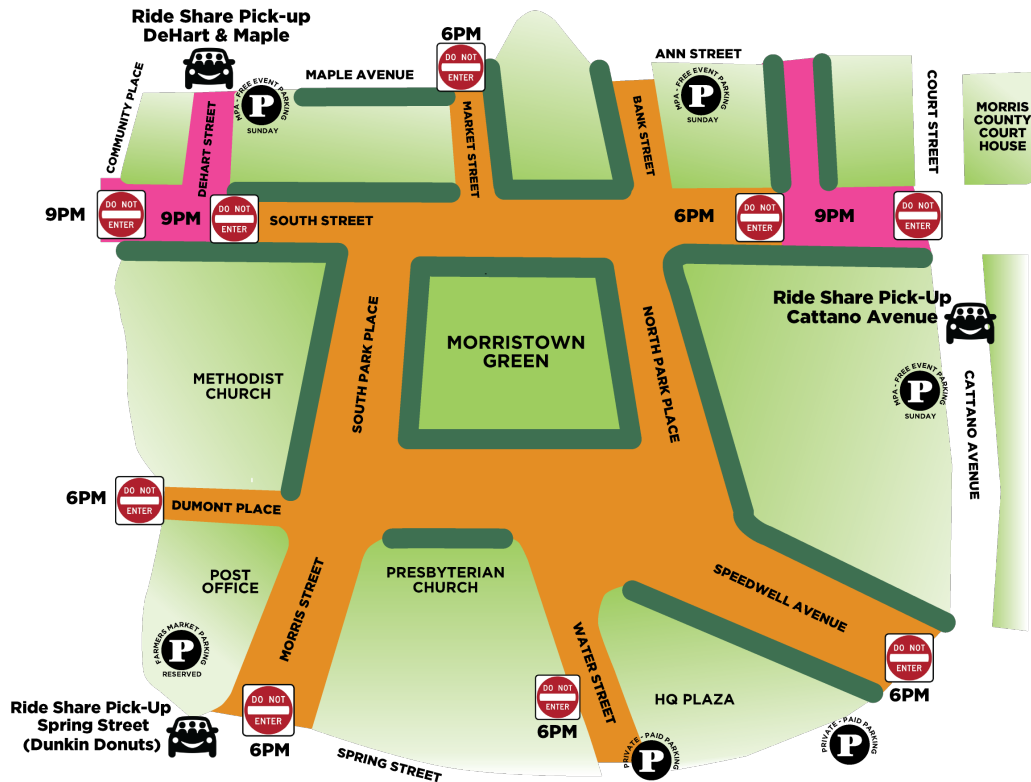 Ride Share Pick-up
DeHart & Maple
6PM
DO NOT
ENTER
ANN STREET
MAPLE AVENUE
COMMUNITY PLACE
DEHART STREET
MPA - FREE EVENT PARKING
P
SUNDAY
MARKET STREET
BANK STREET
MPA - FREE EVENT PARKING
P
SUNDAY
COURT STREET
MORRIS
COUNTY
COURT
HOUSE
9PM
DO NOT
ENTER
9PM
DO NOT
ENTER
SOUTH STREET
6PM
DO NOT
ENTER
9PM
DO NOT
ENTER
SOUTH PARK PLACE
MORRISTOWN
GREEN
NORTH PARK PLACE
Ride Share Pick-Up
Cattano Avenue
METHODIST
CHURCH
MPA - FREE EVENT PARKING
P
SUNDAY
CATTANO AVENUE
6PM
DO NOT
ENTER
DUMONT PLACE
POST
OFFICE
MORRIS STREET
PRESBYTERIAN
CHURCH
SPEEDWELL AVENUE
FARMERS MARKET PARKING
P
RESERVED
WATER STREET
DO NOT
ENTER
6PM
Ride Share Pick-Up
Spring Street
(Dunkin Donuts)
DO NOT
ENTER
6PM
DO NOT
ENTER
6PM
HQ PLAZA
SPRING STREET
PRIVATE - PAID PARKING
P
PRIVATE - PAID PARKING
P